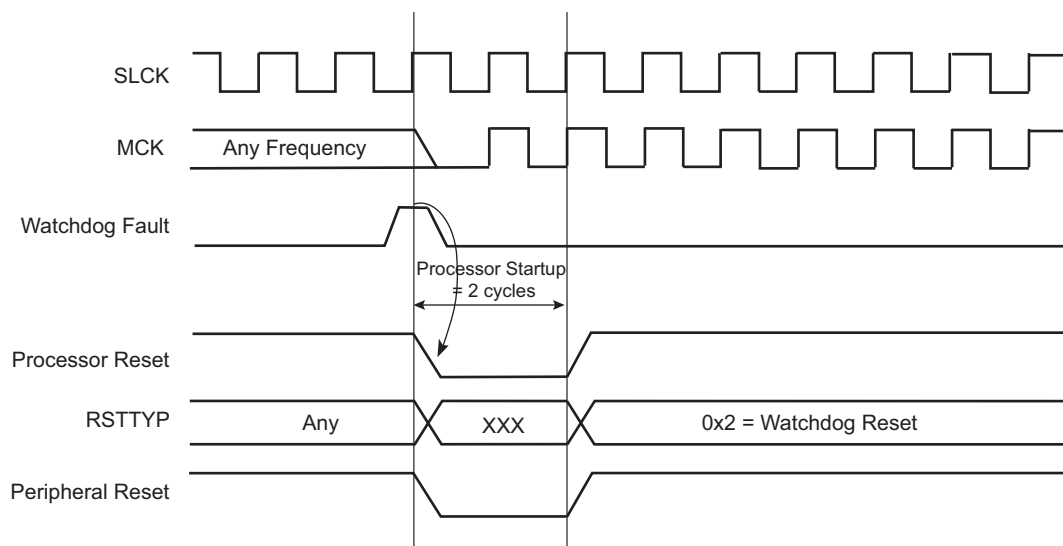 SLCK
MCK
Any Frequency
Watchdog Fault
Processor Startup
= 2 cycles
Processor Reset
RSTTYP
Any
XXX
0x2 = Watchdog Reset
Peripheral Reset